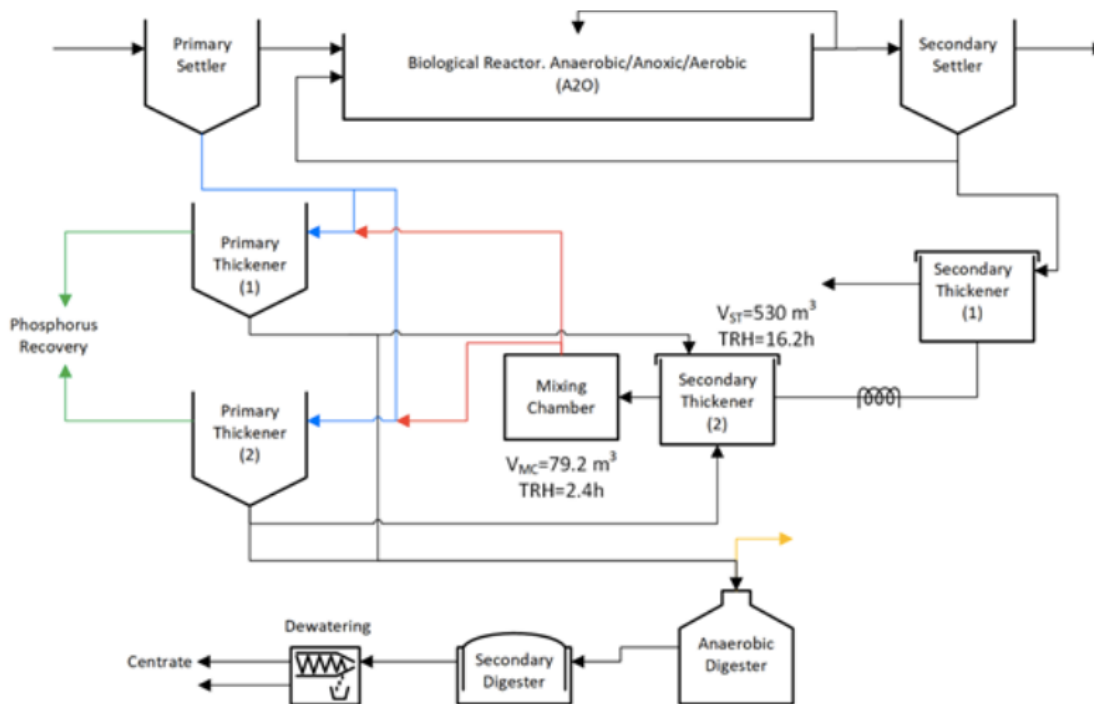 Primary
Settler
Biological Reactor. Anaerobic/Anoxic/Aerobic
(A2O)
Secondary
Settler
Primary
Thickener
(1)
Secondary
Thickener
(1)
Phosphorus
Recovery
V_ST=530 m³
TRH=16.2h
Mixing
Chamber
Secondary
Thickener
(2)
Primary
Thickener
(2)
V_MC=79.2 m³
TRH=2.4h
Dewatering
Centrate
Secondary
Digester
Anaerobic
Digester